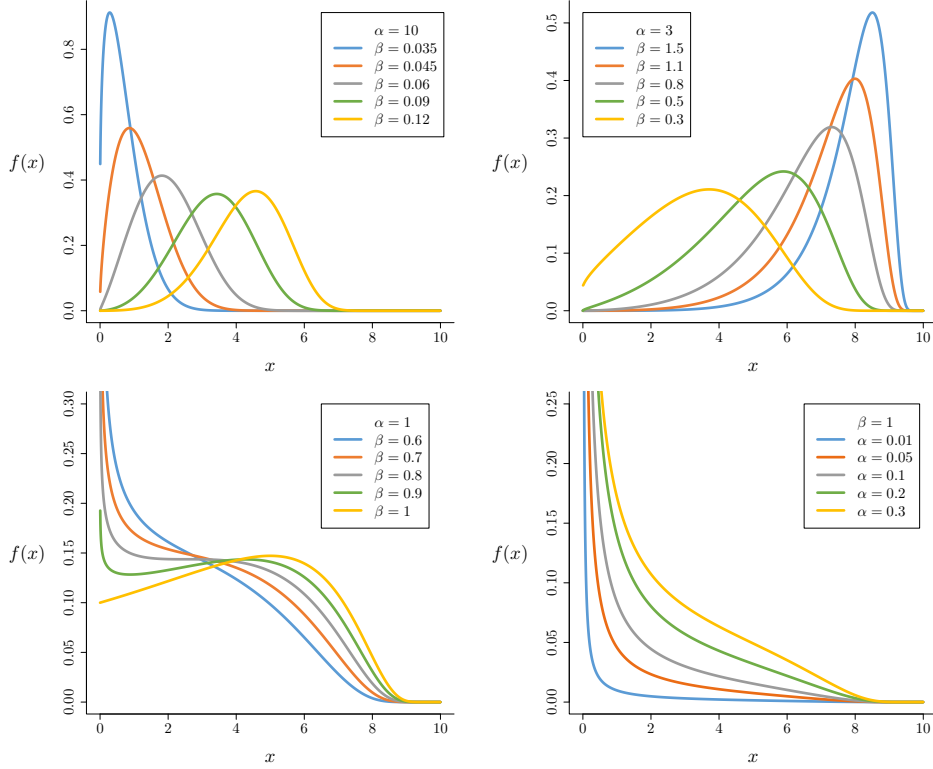 α = 10
β = 0.035
β = 0.045
β = 0.06
β = 0.09
β = 0.12
f(x)
0.0
0.2
0.4
0.6
0.8
0 2 4 6 8 10
x
α = 3
β = 1.5
β = 1.1
β = 0.8
β = 0.5
β = 0.3
f(x)
0.0
0.1
0.2
0.3
0.4
0.5
0 2 4 6 8 10
x
α = 1
β = 0.6
β = 0.7
β = 0.8
β = 0.9
β = 1
f(x)
0.00
0.05
0.10
0.15
0.20
0.25
0.30
0 2 4 6 8 10
x
β = 1
α = 0.01
α = 0.05
α = 0.1
α = 0.2
α = 0.3
f(x)
0.00
0.05
0.10
0.15
0.20
0.25
0 2 4 6 8 10
x